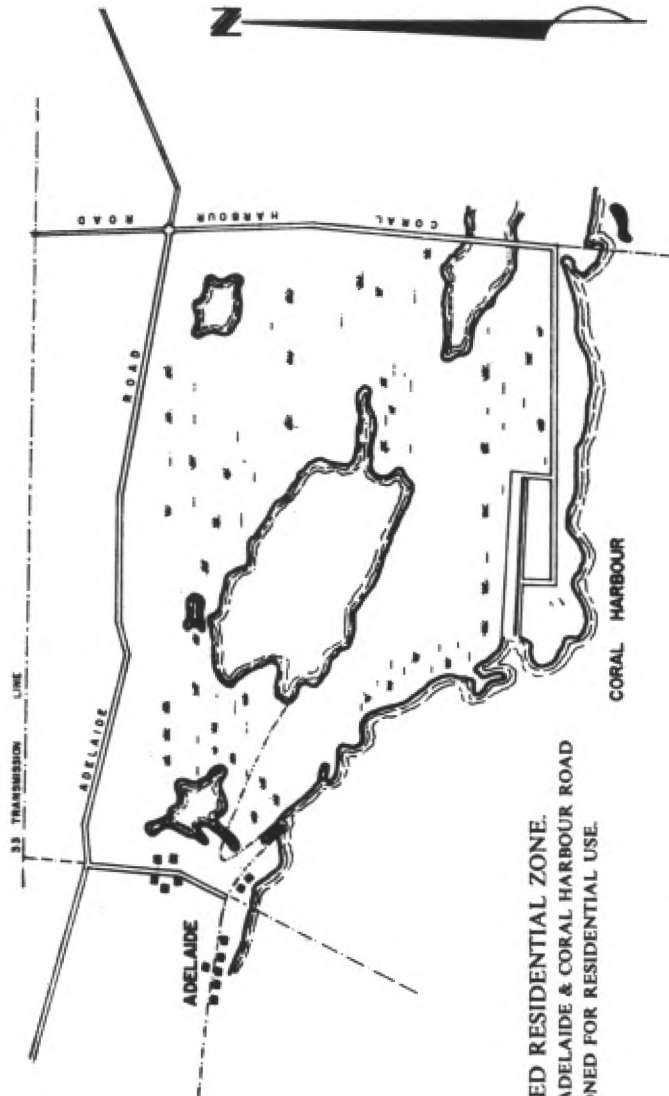 N
33 TRANSMISSION LINE
ADELAIDE
ROAD
CORAL HARBOUR ROAD
ADELAIDE
CORAL HARBOUR
ED RESIDENTIAL ZONE.
ADELAIDE & CORAL HARBOUR ROAD
NED FOR RESIDENTIAL USE.